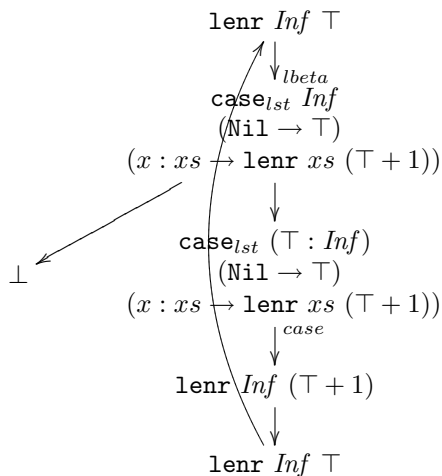 lenr Inf ⊤
lbeta
case_lst Inf
(Nil → ⊤)
(x : xs → lenr xs (⊤ + 1))
case_lst (⊤ : Inf)
⊥
(Nil → ⊤)
(x : xs → lenr xs (⊤ + 1))
case
lenr Inf (⊤ + 1)
lenr Inf ⊤